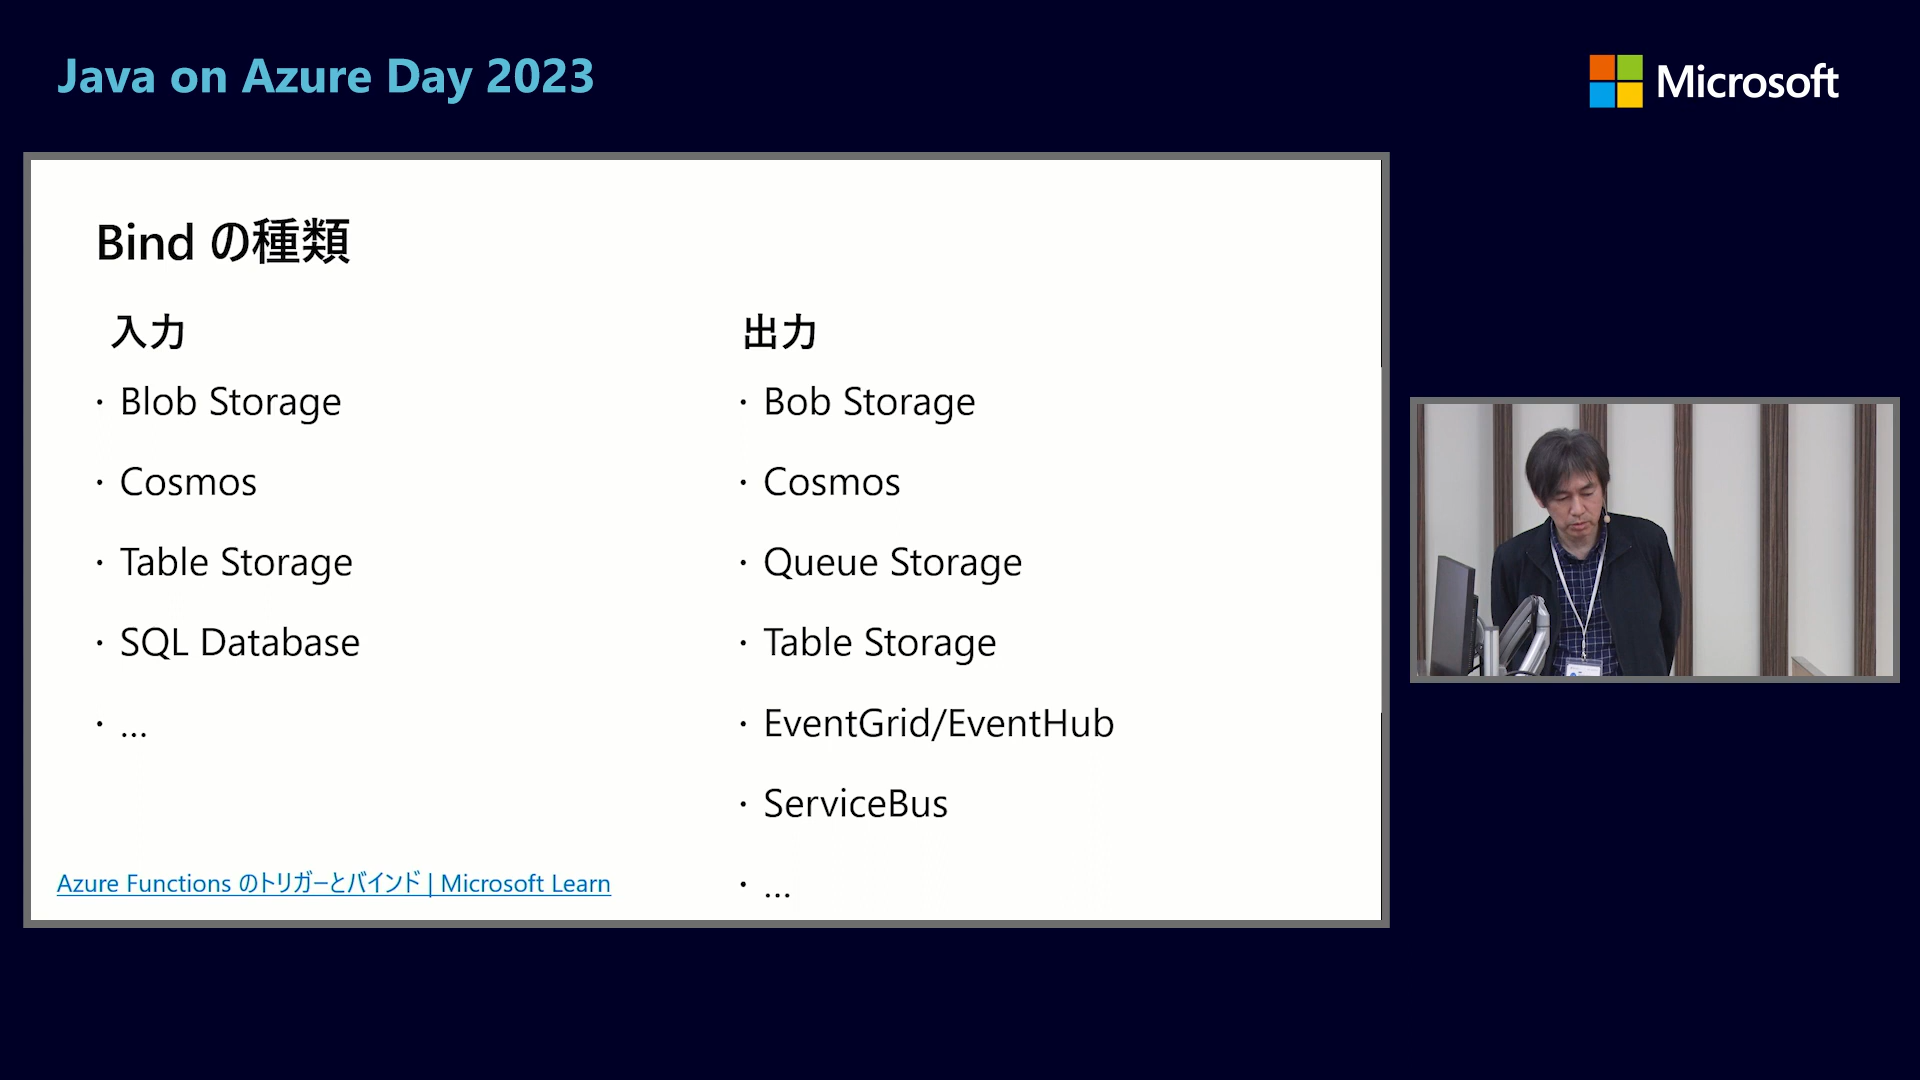 Java on Azure Day 2023
Microsoft
Bind の種類
入力
・ Blob Storage
・ Cosmos
・ Table Storage
・ SQL Database
・ ...
Azure Functions のトリガーとバインド | Microsoft Learn
出力
・ Bob Storage
・ Cosmos
・ Queue Storage
・ Table Storage
・ EventGrid/EventHub
・ ServiceBus
・ ...